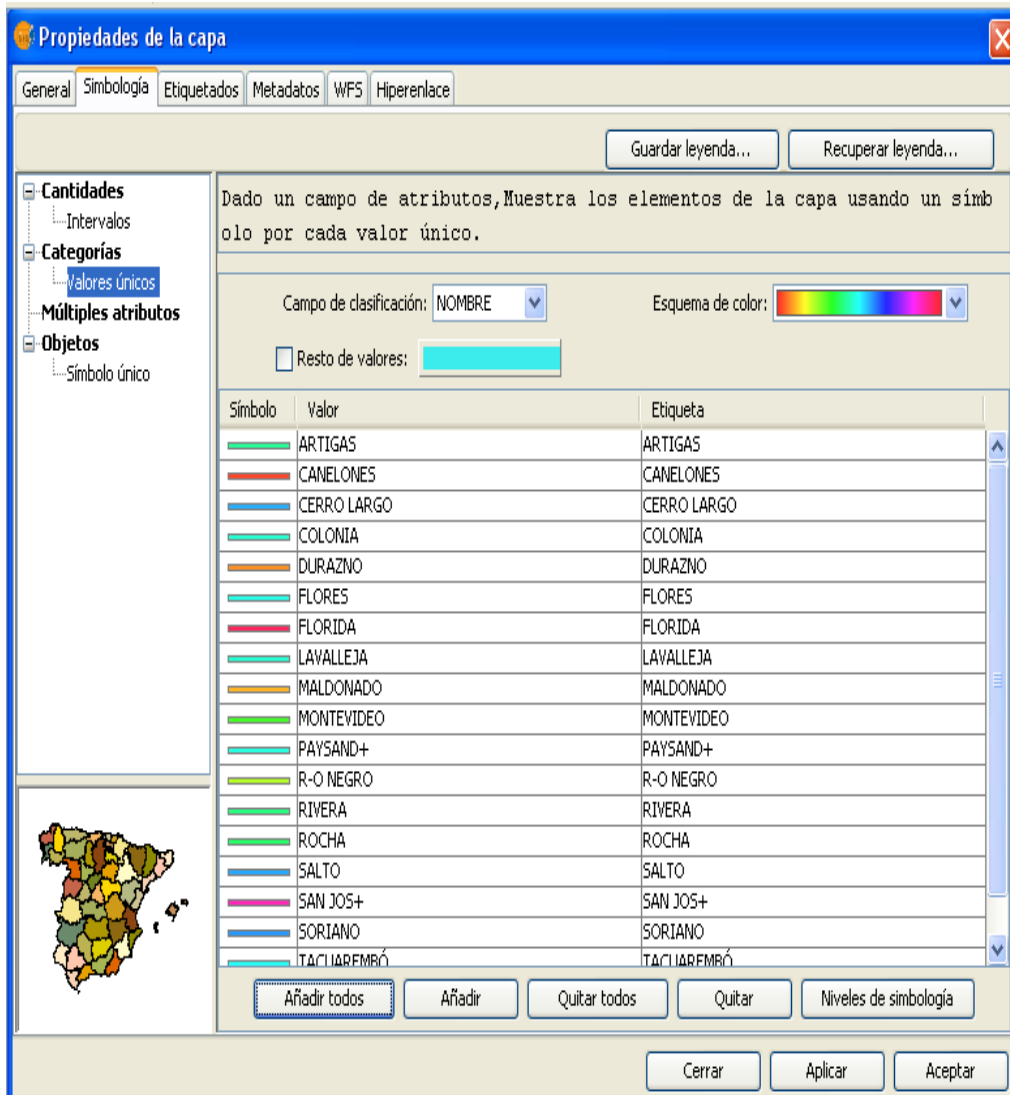 Propiedades de la capa
General Simbología Etiquetados Metadatos WFS Hiperenlace
Guardar leyenda... Recuperar leyenda...
Cantidades
Intervalos
Categorías
Valores únicos
Múltiples atributos
Objetos
Símbolo único
Dado un campo de atributos,Muestra los elementos de la capa usando un símb
olo por cada valor único.
Campo de clasificación: NOMBRE Esquema de color:
Resto de valores:
Símbolo Valor Etiqueta
ARTIGAS ARTIGAS
CANELONES CANELONES
CERRO LARGO CERRO LARGO
COLONIA COLONIA
DURAZNO DURAZNO
FLORES FLORES
FLORIDA FLORIDA
LAVALLEJA LAVALLEJA
MALDONADO MALDONADO
MONTEVIDEO MONTEVIDEO
PAYSAND+ PAYSAND+
R-O NEGRO R-O NEGRO
RIVERA RIVERA
ROCHA ROCHA
SALTO SALTO
SAN JOS+ SAN JOS+
SORIANO SORIANO
TACUAREMBÓ TACUAREMBÓ
Añadir todos Añadir Quitar todos Quitar Niveles de simbología
Cerrar Aplicar Aceptar